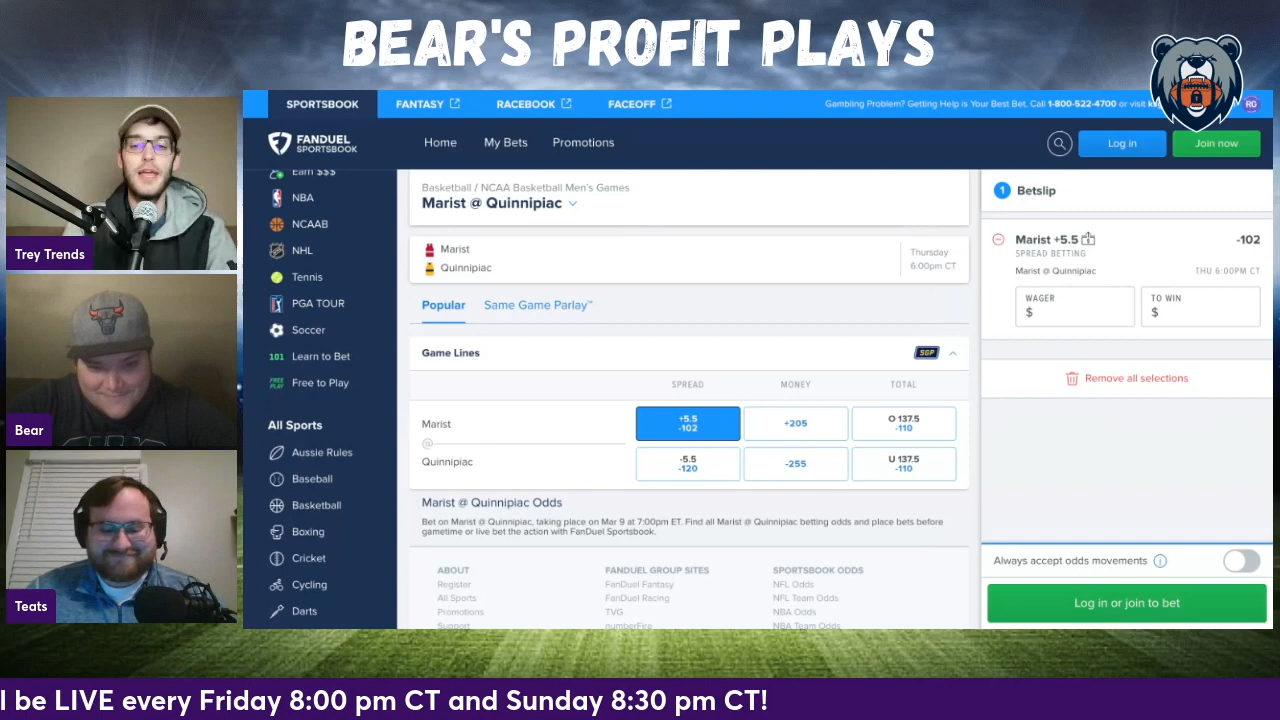 BEAR'S PROFIT PLAYS
SPORTSBOOK
FANTASY
RACEBOOK
FACEOFF
Gambling Problem? Getting Help is Your Best Bet. Call 1-800-522-4700 or visit
RG
FANDUEL
SPORTSBOOK
Home
My Bets
Promotions
Log in
Join now
Earn $$$
NBA
NCAAB
NHL
Tennis
PGA TOUR
Soccer
101 Learn to Bet
FREE PLAY Free to Play
All Sports
Aussie Rules
Baseball
Basketball
Boxing
Cricket
Cycling
Darts
Basketball / NCAA Basketball Men's Games
Marist @ Quinnipiac
Marist
Quinnipiac
Thursday
6:00pm CT
Popular
Same Game Parlay™
Game Lines
SGP
SPREAD MONEY TOTAL
Marist
+5.5
-102
+205
O 137.5
-110
@
Quinnipiac
-5.5
-120
-255
U 137.5
-110
Marist @ Quinnipiac Odds
Bet on Marist @ Quinnipiac, taking place on Mar 9 at 7:00pm ET. Find all Marist @ Quinnipiac betting odds and place bets before
gametime or live bet the action with FanDuel Sportsbook.
ABOUT
Register
All Sports
Promotions
Support
FANDUEL GROUP SITES
FanDuel Fantasy
FanDuel Racing
TVG
numberFire
SPORTSBOOK ODDS
NFL Odds
NFL Team Odds
NBA Odds
NBA Team Odds
1 Betslip
Marist +5.5 -102
SPREAD BETTING
Marist @ Quinnipiac THU 6:00PM CT
WAGER
$
TO WIN
$
Remove all selections
Always accept odds movements
Log in or join to bet
Trey Trends
Bear
Teats
l be LIVE every Friday 8:00 pm CT and Sunday 8:30 pm CT!